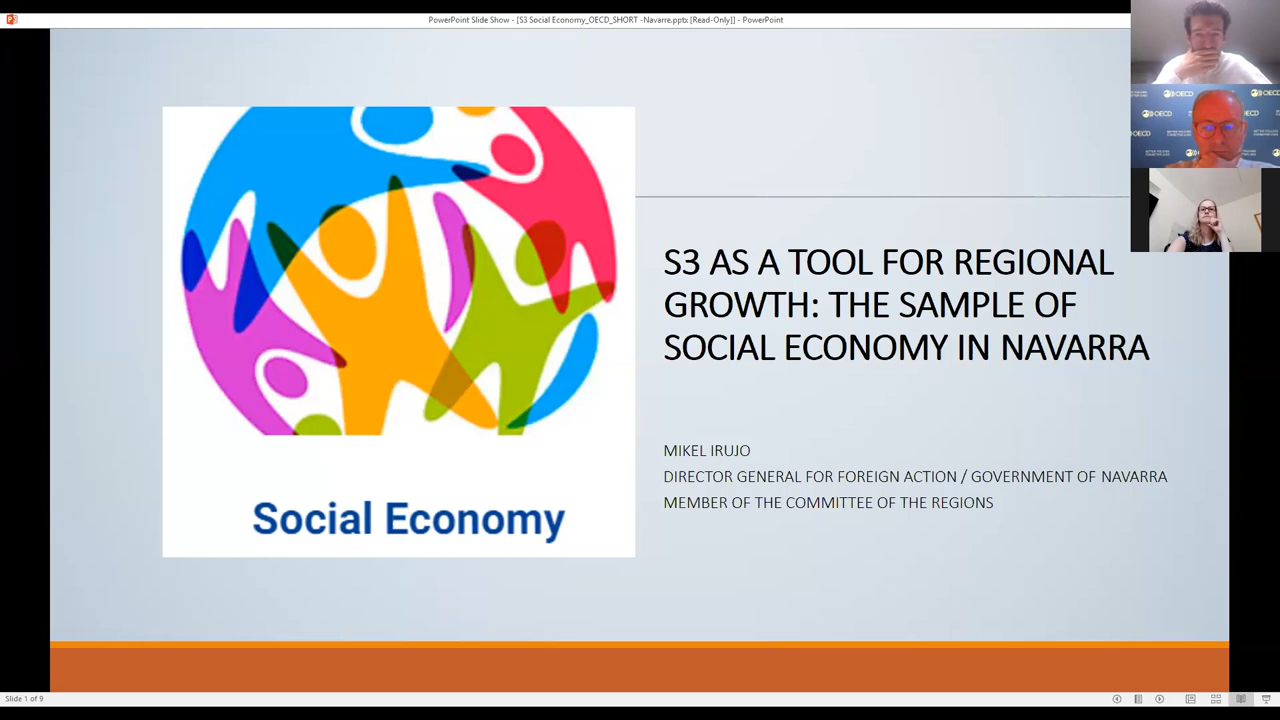 PowerPoint Slide Show - [S3 Social Economy_OECD_SHORT -Navarre.pptx [Read-Only]] - PowerPoint
OECD
OECD
S3 AS A TOOL FOR REGIONAL
GROWTH: THE SAMPLE OF
SOCIAL ECONOMY IN NAVARRA
MIKEL IRUJO
DIRECTOR GENERAL FOR FOREIGN ACTION / GOVERNMENT OF NAVARRA
MEMBER OF THE COMMITTEE OF THE REGIONS
Social Economy
Slide 1 of 9